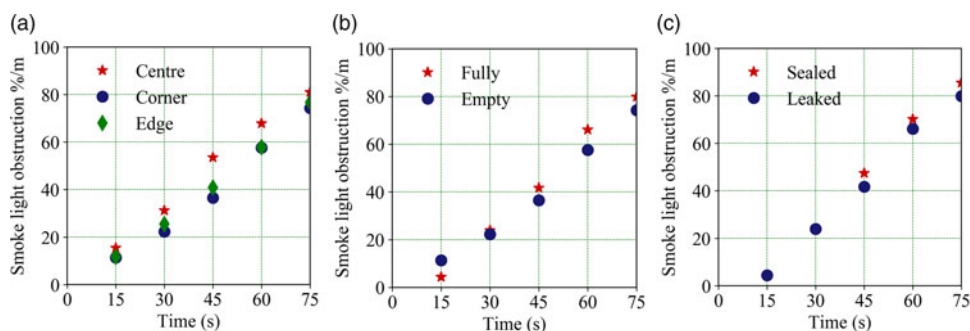 (a)
Smoke light obstruction %/m
100
80
60
40
20
0
0 15 30 45 60 75
Time (s)
Centre
Corner
Edge
(b)
Smoke light obstruction %/m
100
80
60
40
20
0
0 15 30 45 60 75
Time (s)
Fully
Empty
(c)
Smoke light obstruction %/m
100
80
60
40
20
0
0 15 30 45 60 75
Time (s)
Sealed
Leaked